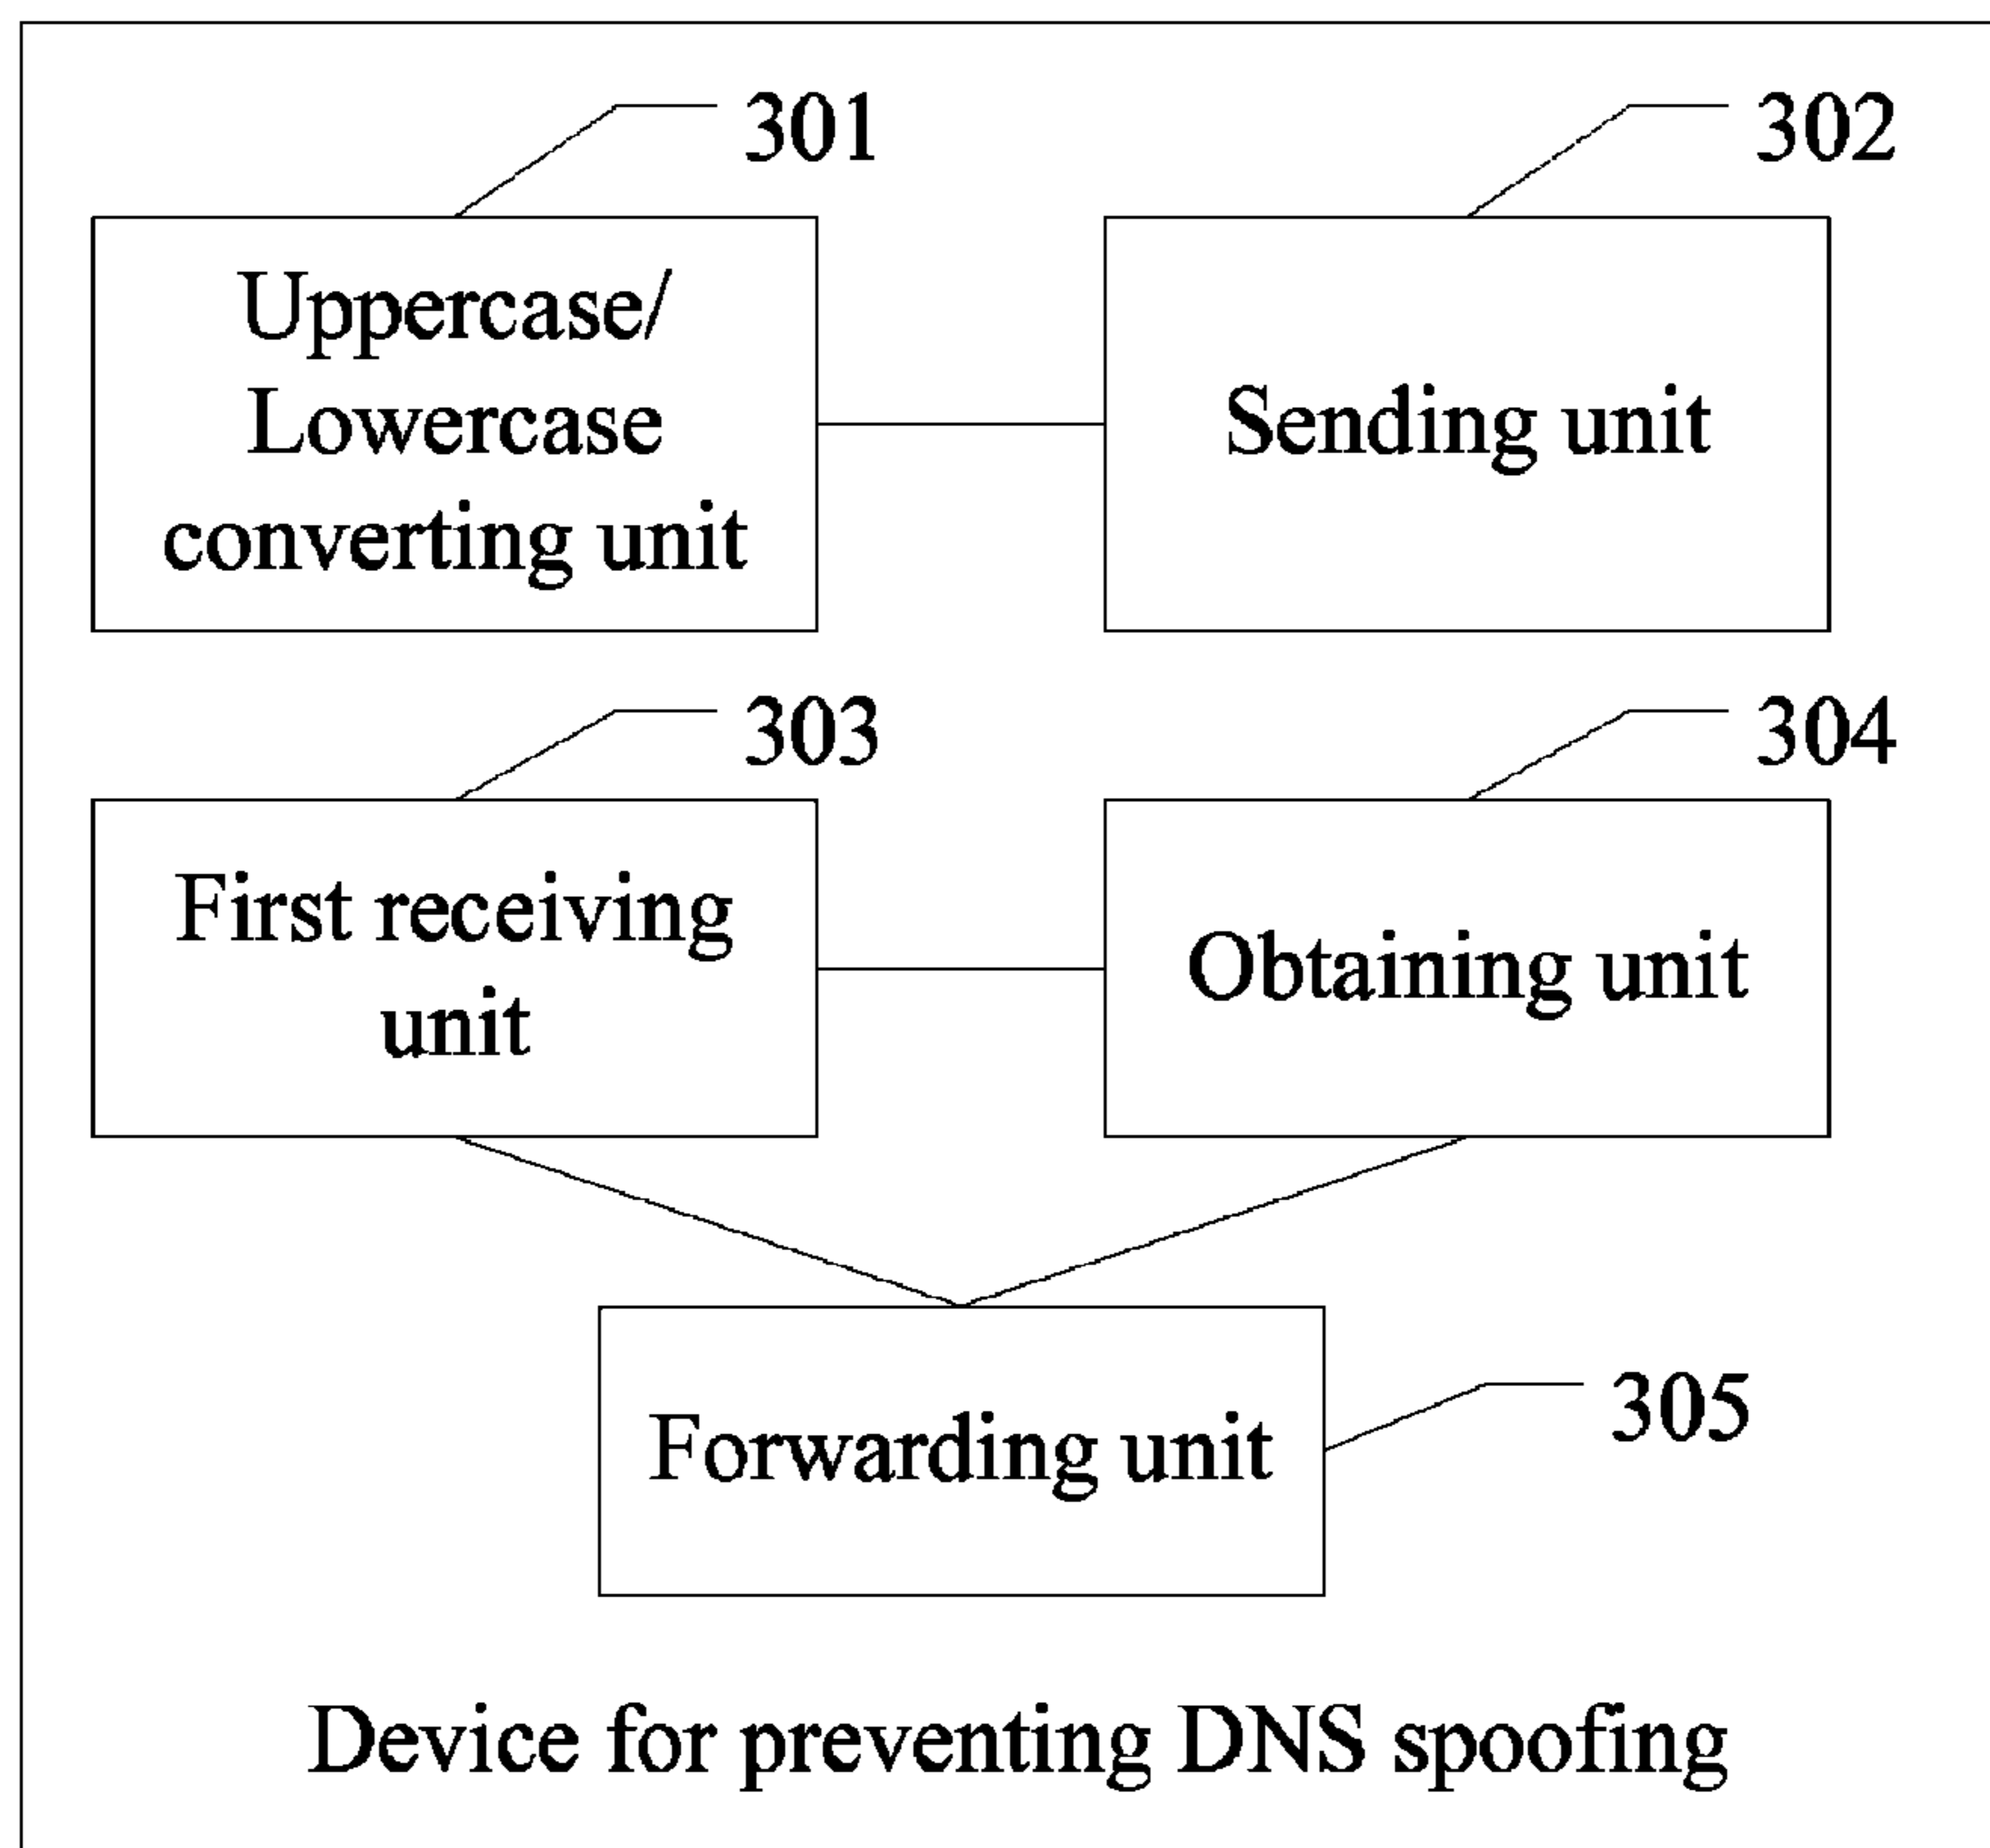 301
302
Uppercase/
Lowercase
converting unit
Sending unit
303
304
First receiving
unit
Obtaining unit
Forwarding unit
305
Device for preventing DNS spoofing